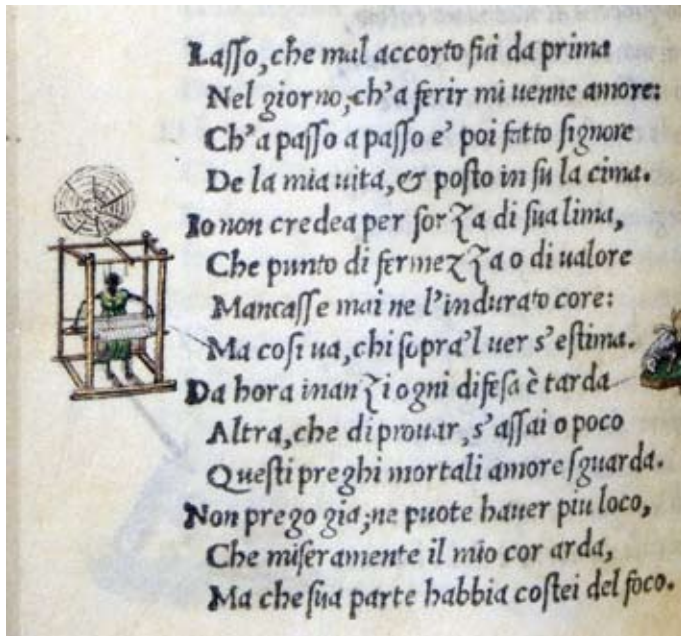 Lasso, che mal accorto fui da prima
Nel giorno, ch'a ferir mi uenne amore:
Ch'a passo a passo e' poi fatto signore
De la mia uita, & posto in su la cima.
Io non credea per forza di sua lima,
Che punto di fermezza o di ualore
Mancasse mai ne l'indurato core:
Ma cosi ua, chi sopra'l uer s'estima.
Da hora inanzi ogni difesa è tarda
Altra, che di prouar, s'assai o poco
Questi preghi mortali amore sguarda.
Non prego gia, ne puote hauer piu loco,
Che miseramente il mio cor arda,
Ma che sua parte habbia costei del foco.